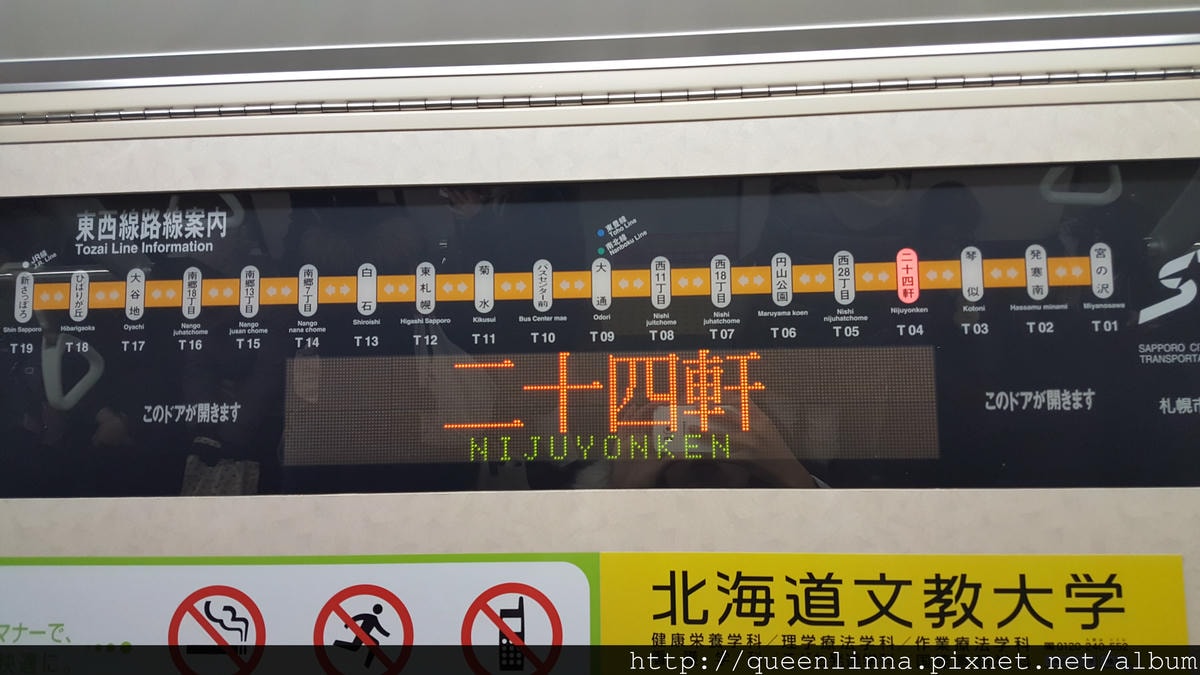 東西線路線案内
Tozai Line Information
JR線
J.R. Line
東豊線
Toho Line
南北線
Nanboku Line
新さっぽろ
ひばりが丘
大谷地
南郷18丁目
南郷13丁目
南郷7丁目
白石
東札幌
菊水
バスセンター前
大通
西11丁目
西18丁目
円山公園
西28丁目
二十四軒
琴似
発寒南
宮の沢
Shin Sapporo
Hibarigaoka
Oyachi
Nango juhatchome
Nango jusan chome
Nango nana chome
Shiroishi
Higashi Sapporo
Kikusui
Bus Center mae
Odori
Nishi juitchome
Nishi juhatchome
Maruyama koen
Nishi nijuhatchome
Nijuyonken
Kotoni
Hassamu minami
Miyanosawa
T19 T18 T17 T16 T15 T14 T13 T12 T11 T10 T09 T08 T07 T06 T05 T04 T03 T02 T01
SAPPORO CI
TRANSPORTA
このドアが開きます
二十四軒
NIJUYONKEN
このドアが開きます
札幌市
マナーで、
快適に。
北海道文教大学
健康栄養学科／理学療法学科／作業療法学科
http://queenlinna.pixnet.net/album